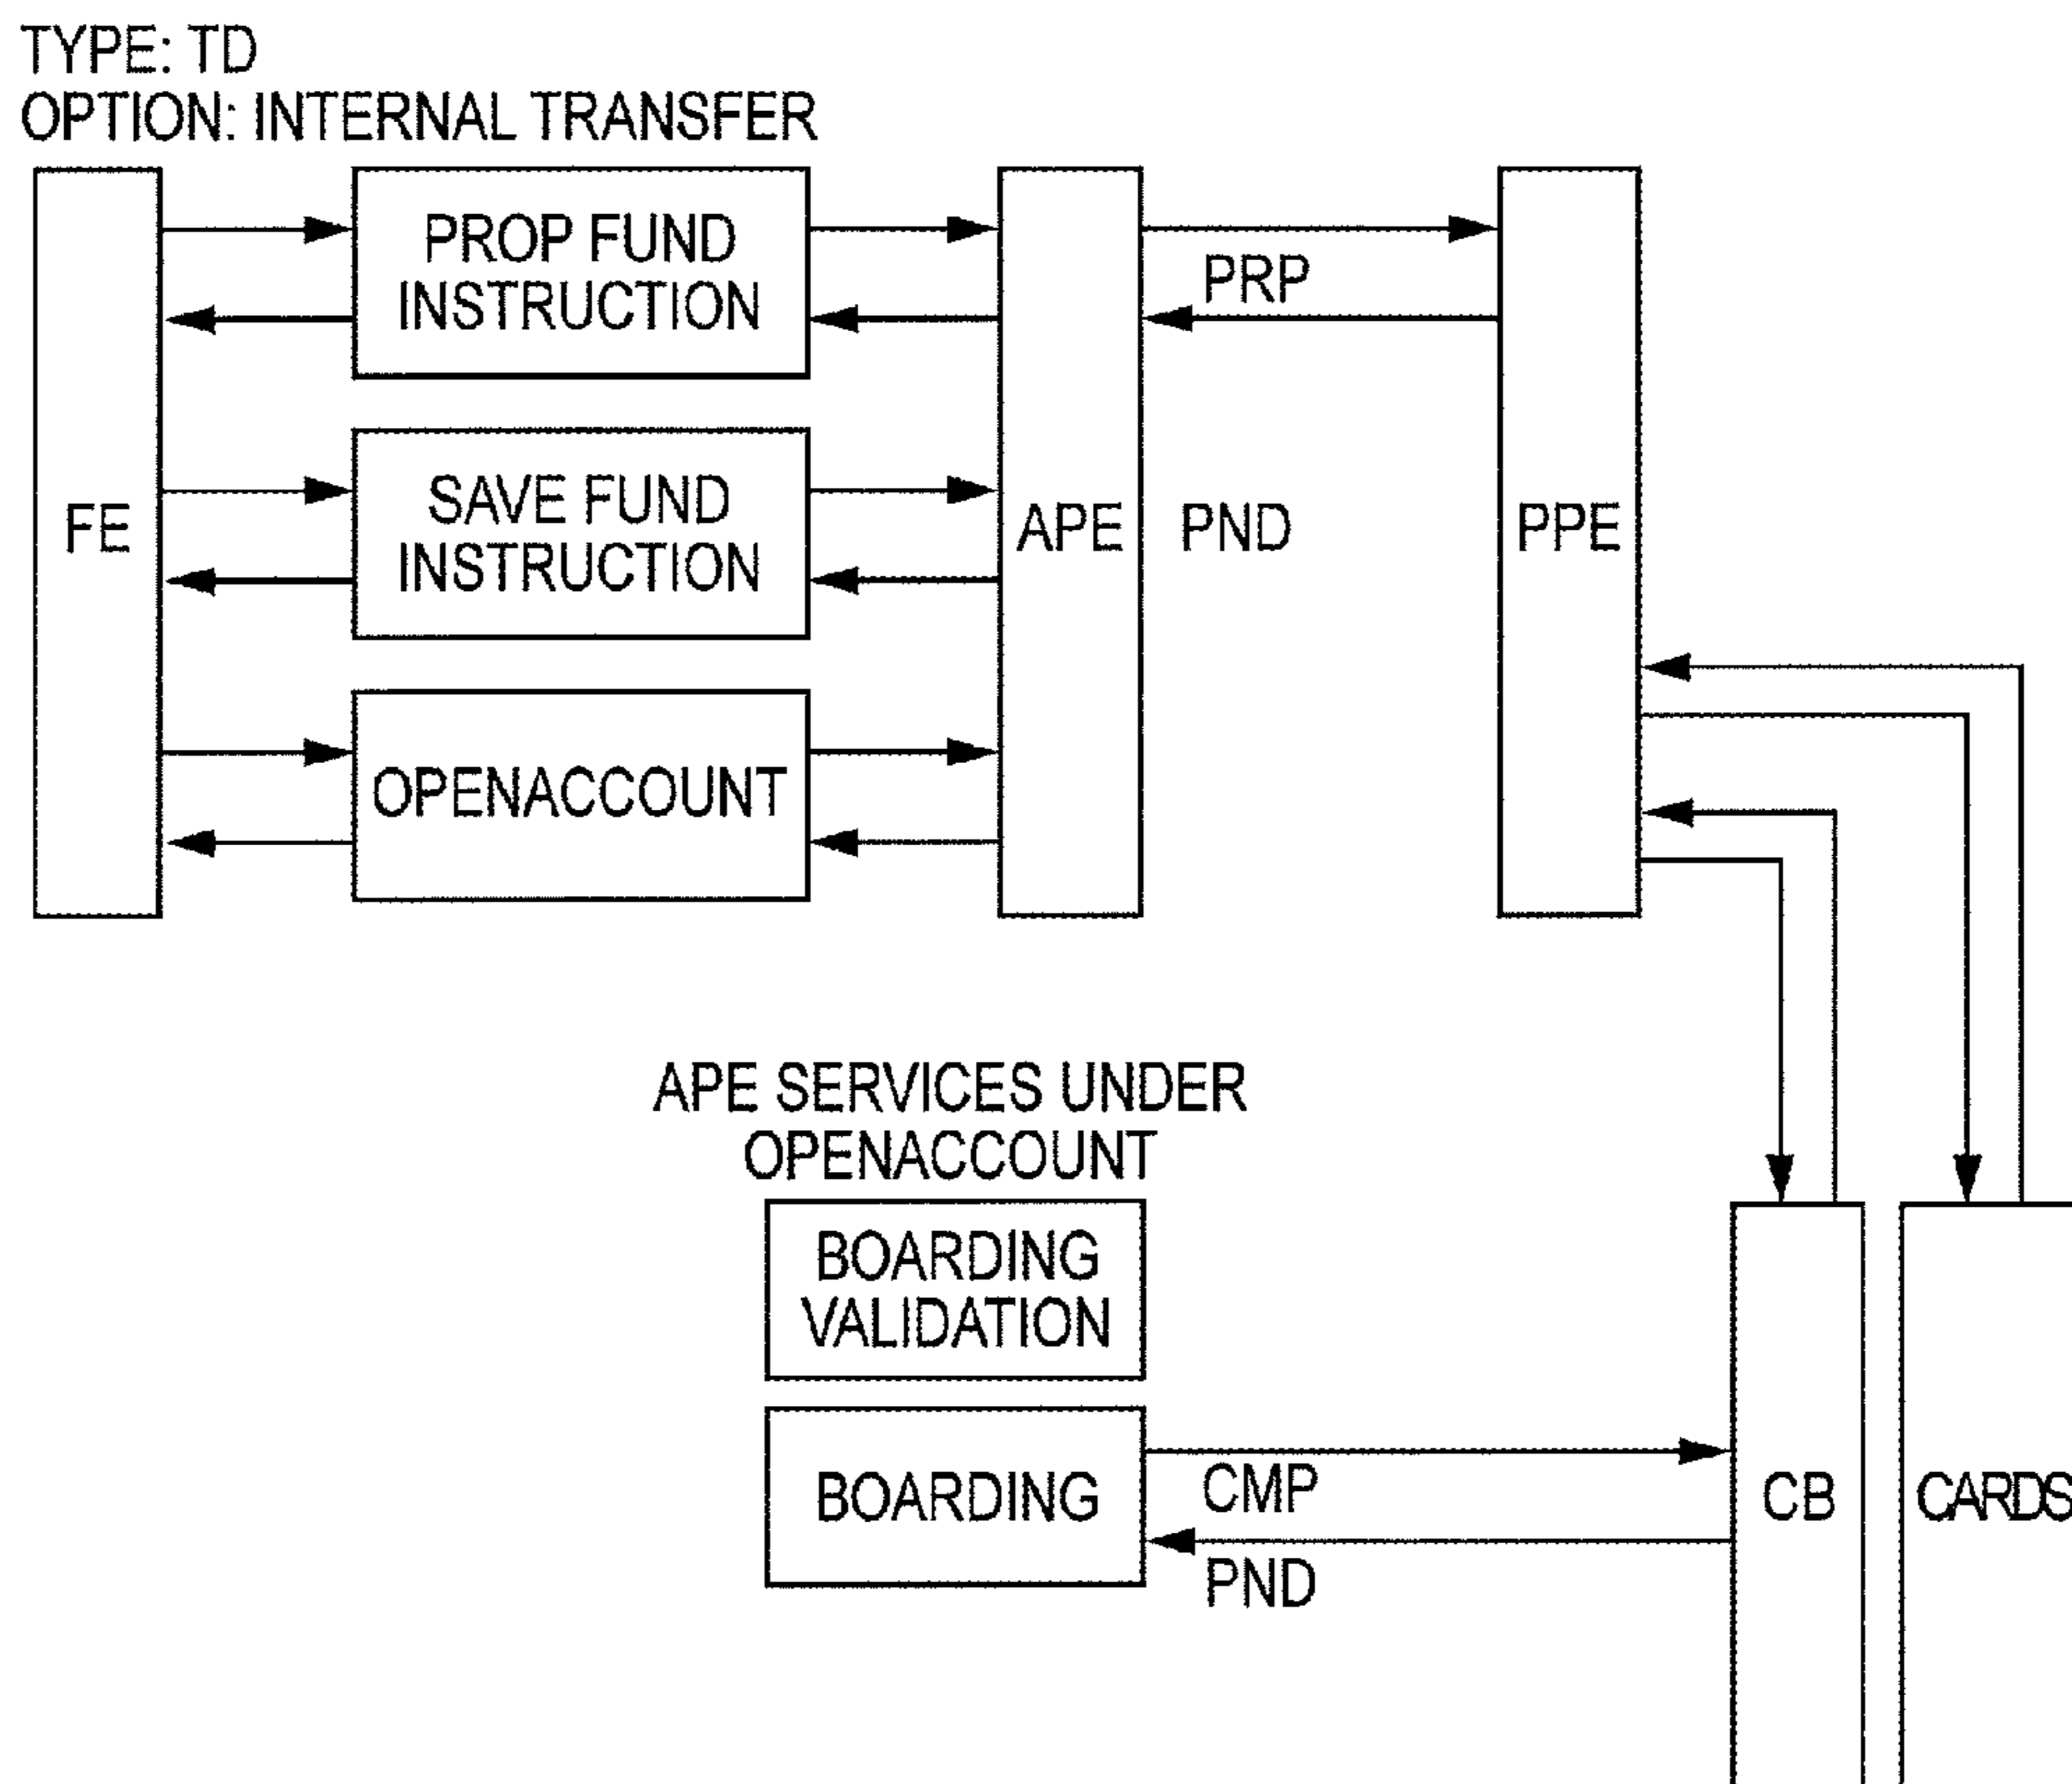 TYPE: TD
OPTION: INTERNAL TRANSFER
FE
PROP FUND
INSTRUCTION
SAVE FUND
INSTRUCTION
OPENACCOUNT
APE
PRP
PND
PPE
APE SERVICES UNDER
OPENACCOUNT
BOARDING
VALIDATION
BOARDING
CMP
PND
CB
CARDS